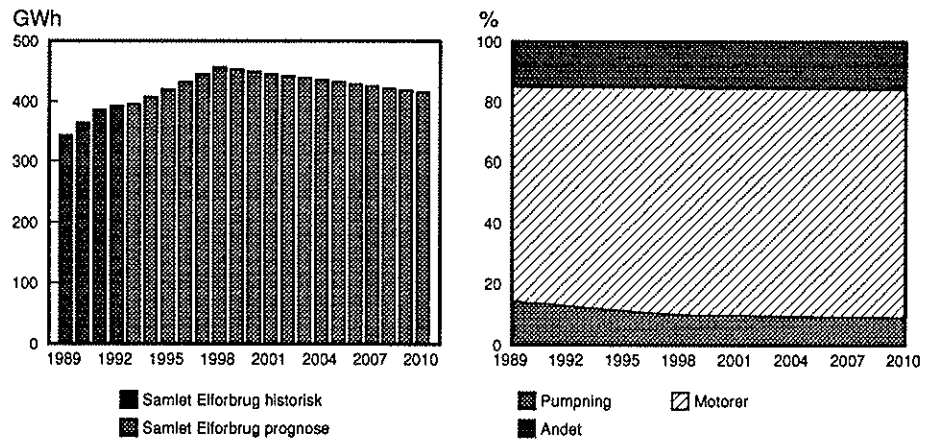 GWh
500
400
300
200
100
0
1989 1992 1995 1998 2001 2004 2007 2010
Samlet Elforbrug historisk
Samlet Elforbrug prognose
%
100
80
60
40
20
0
1989 1992 1995 1998 2001 2004 2007 2010
Pumpning Motorer
Andet